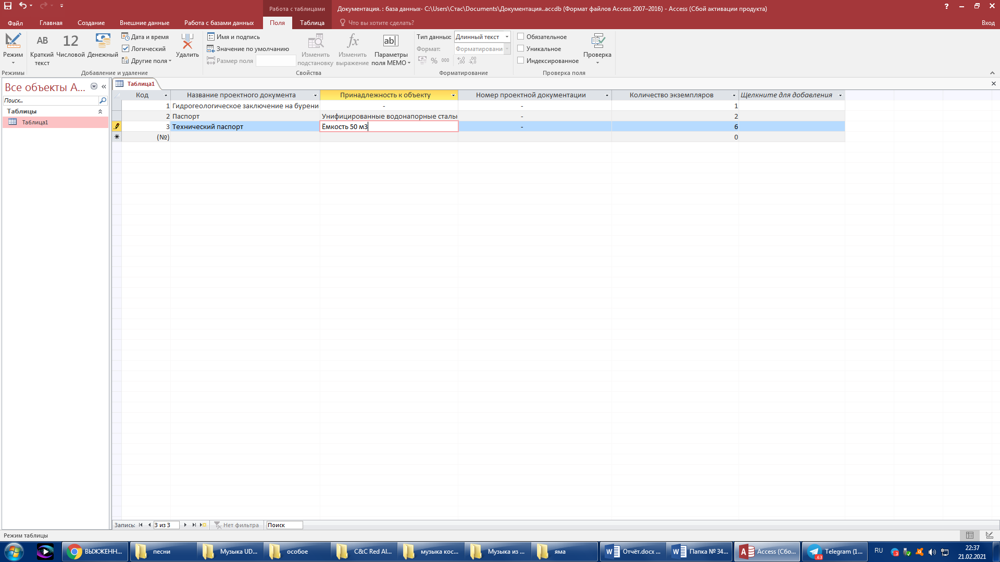 Работа с таблицами
Документация. : база данных- C:\Users\Стас\Documents\Документация..accdb (Формат файлов Access 2007–2016) - Access (Сбой активации продукта)
Файл Главная Создание Внешние данные Работа с базами данных Поля Таблица Что вы хотите сделать? Вход
Режим
Режимы
AB
Краткий текст
12
Числовой
Денежный
Дата и время
Логический
Другие поля
Удалить
Добавление и удаление
Имя и подпись
Значение по умолчанию
Размер поля
Изменить подстановку
fx
Изменить выражение
ab
Параметры поля МЕМО
Свойства
Тип данных: Длинный текст
Формат: Форматировани
% 000
Форматирование
Обязательное
Уникальное
Индексированное
Проверка
Проверка поля
Все объекты A...
Поиск...
Таблицы
Таблица1
Таблица1
Код Название проектного документа Принадлежность к объекту Номер проектной документации Количество экземпляров Щелкните для добавления
1 Гидрогеологическое заключение на бурени - - 1
2 Паспорт Унифицированные водонапорные сталь - 2
3 Технический паспорт Ёмкость 50 м3 - 6
(№) 0
Запись: 3 из 3 Нет фильтра Поиск
Режим таблицы
ВЫЖЖЕНН... песни Музыка UD... особое C&C Red Al... музыка кос... Музыка из ... яма Отчёт.docx ... Папка № 34... Access (Сбо... Telegram (1... RU
22:37
21.02.2021